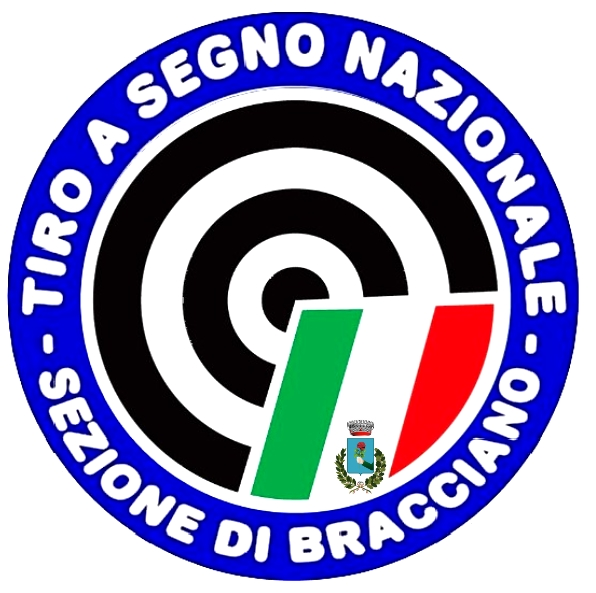 TIRO A SEGNO NAZIONALE
- SEZIONE DI BRACCIANO -